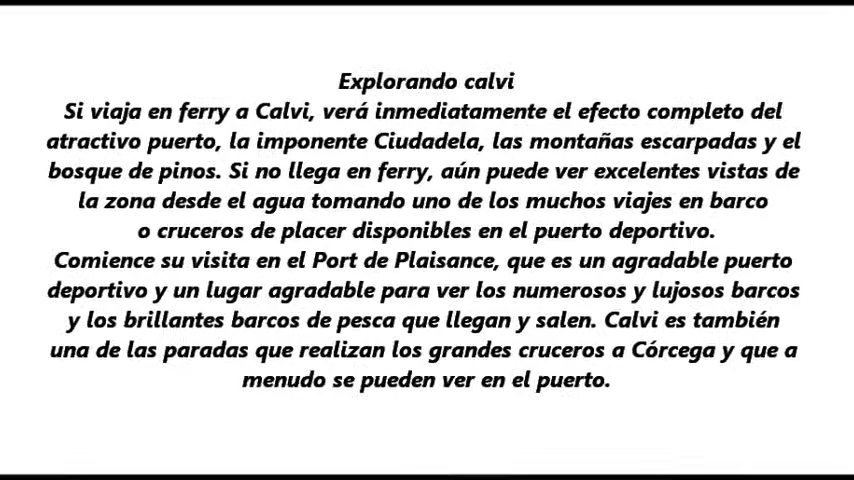 Explorando calvi
Si viaja en ferry a Calvi, verá inmediatamente el efecto completo del
atractivo puerto, la imponente Ciudadela, las montañas escarpadas y el
bosque de pinos. Si no llega en ferry, aún puede ver excelentes vistas de
la zona desde el agua tomando uno de los muchos viajes en barco
o cruceros de placer disponibles en el puerto deportivo.
Comience su visita en el Port de Plaisance, que es un agradable puerto
deportivo y un lugar agradable para ver los numerosos y lujosos barcos
y los brillantes barcos de pesca que llegan y salen. Calvi es también
una de las paradas que realizan los grandes cruceros a Córcega y que a
menudo se pueden ver en el puerto.